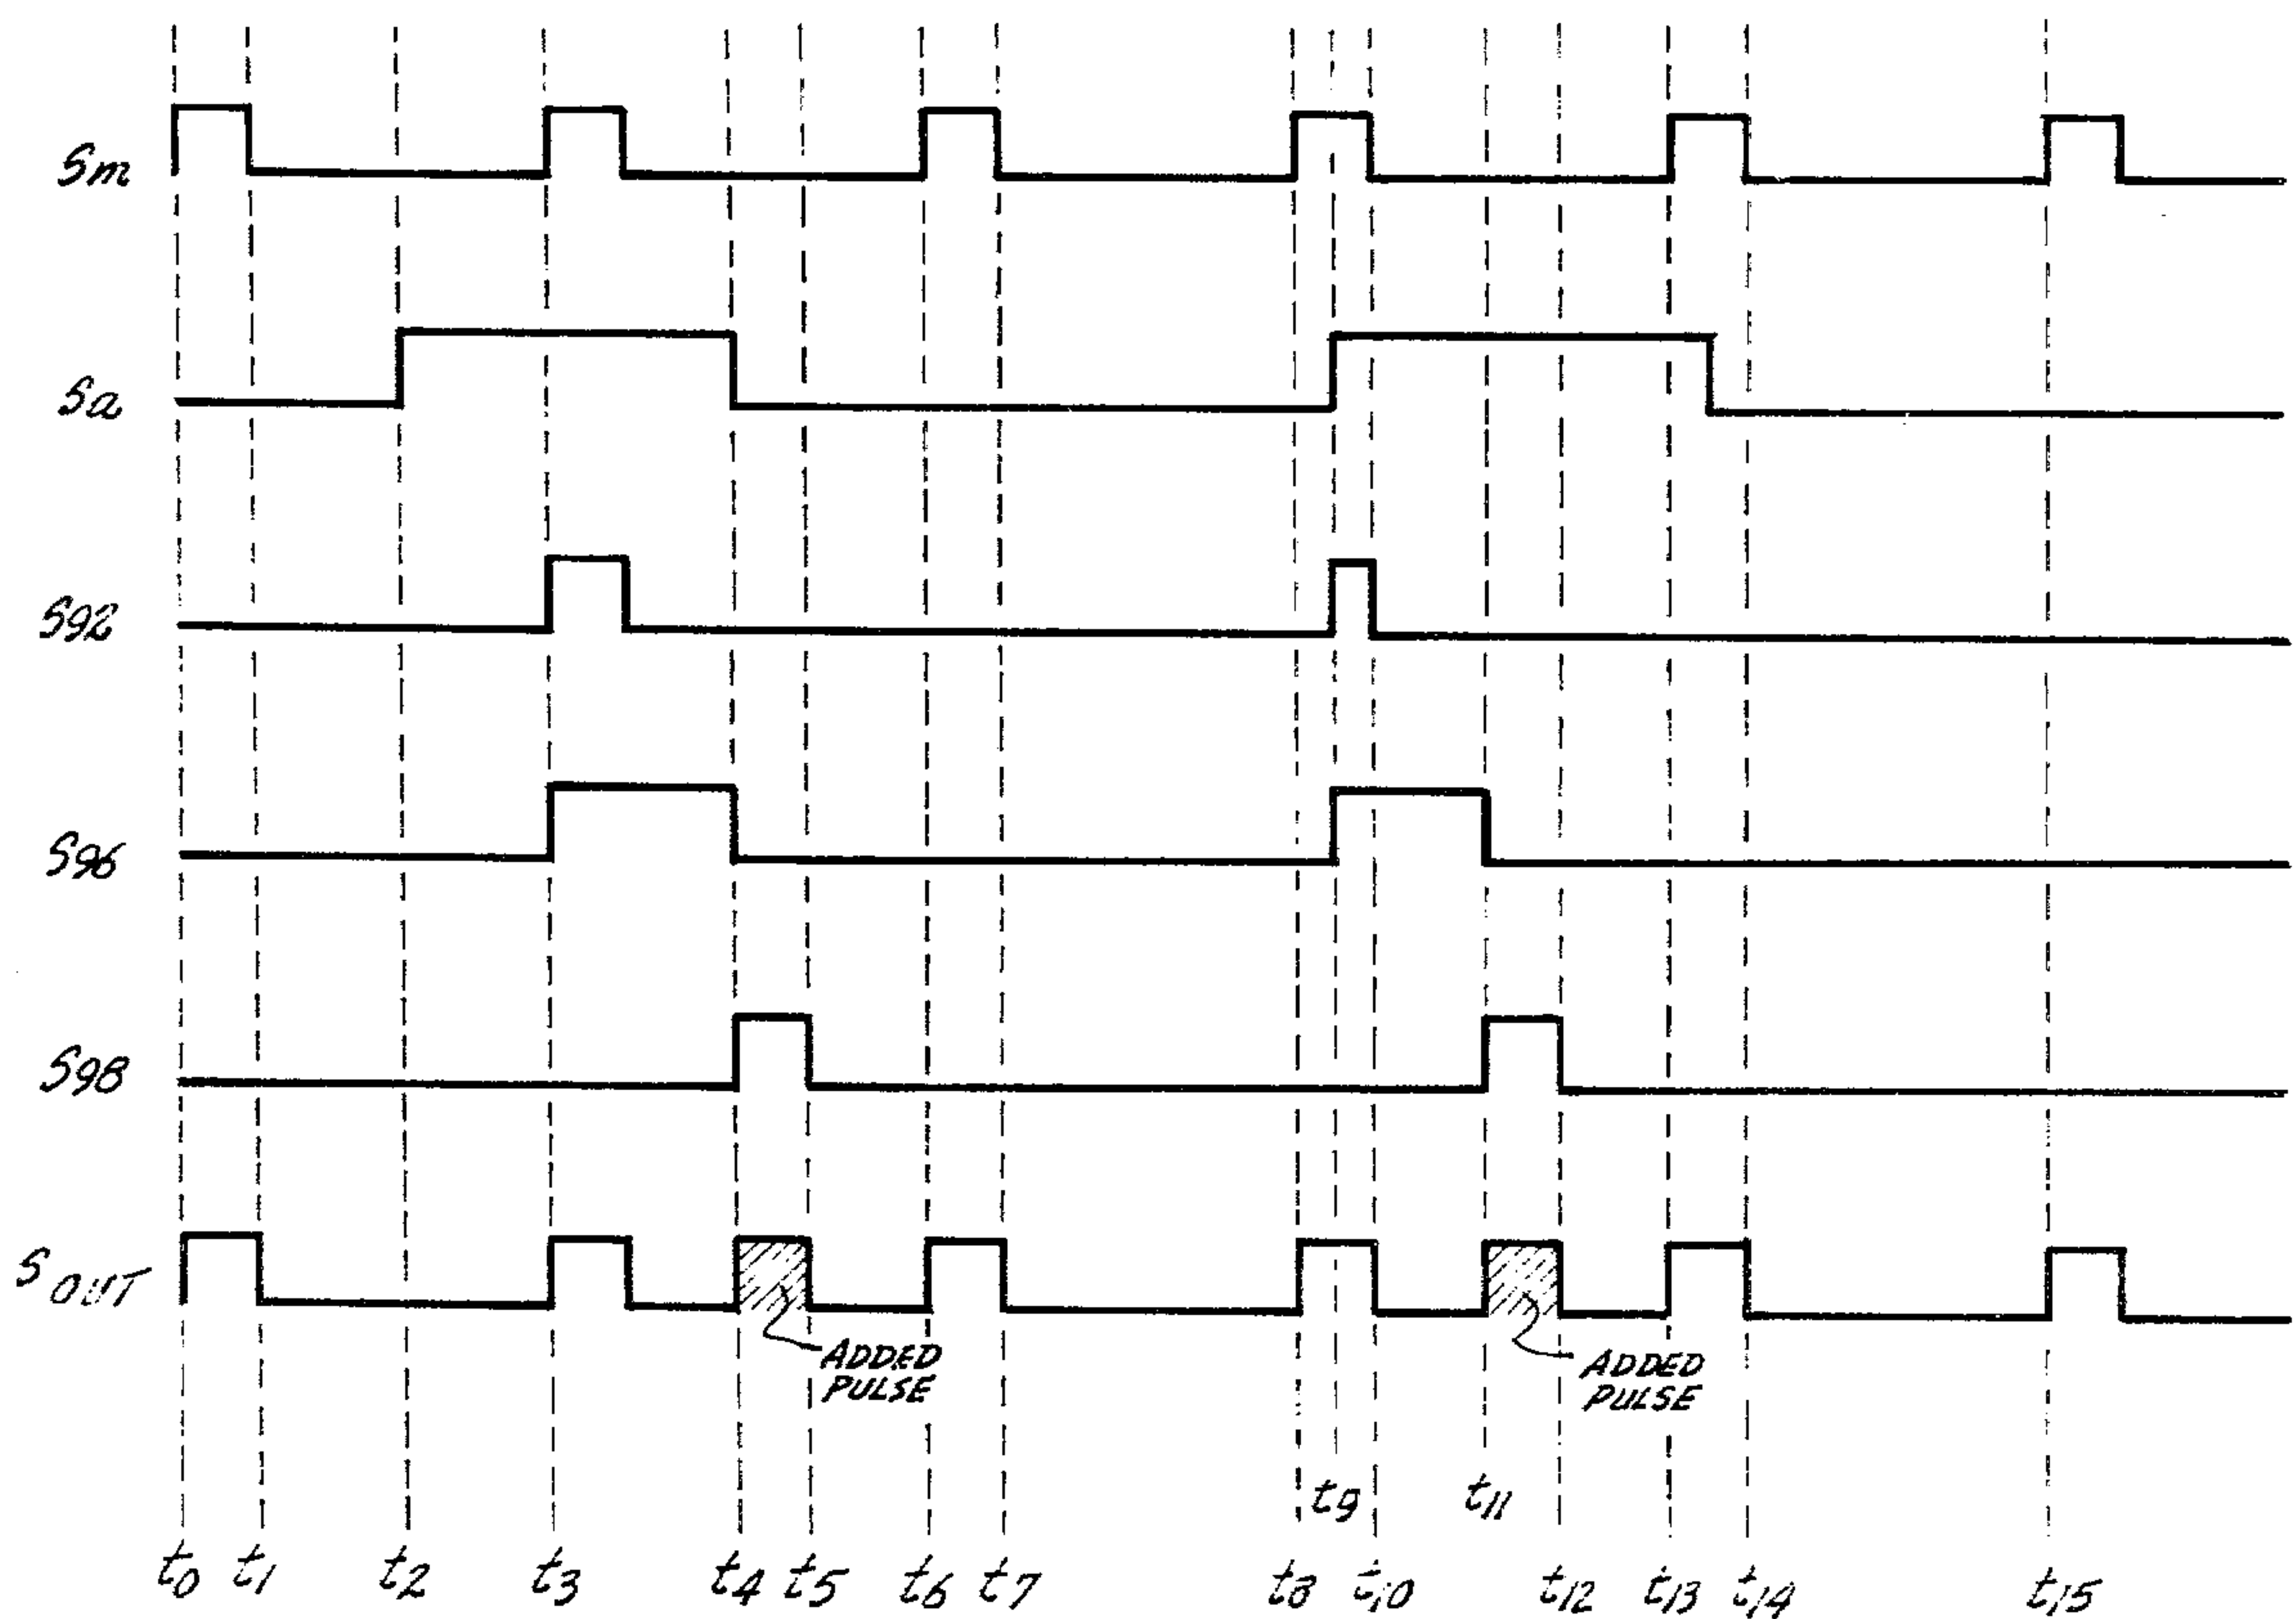 Sm
Sa
S92
S96
S98
S OUT
ADDED
PULSE
ADDED
PULSE
t9 t11
t0 t1 t2 t3 t4 t5 t6 t7 t8 t10 t12 t13 t14 t15